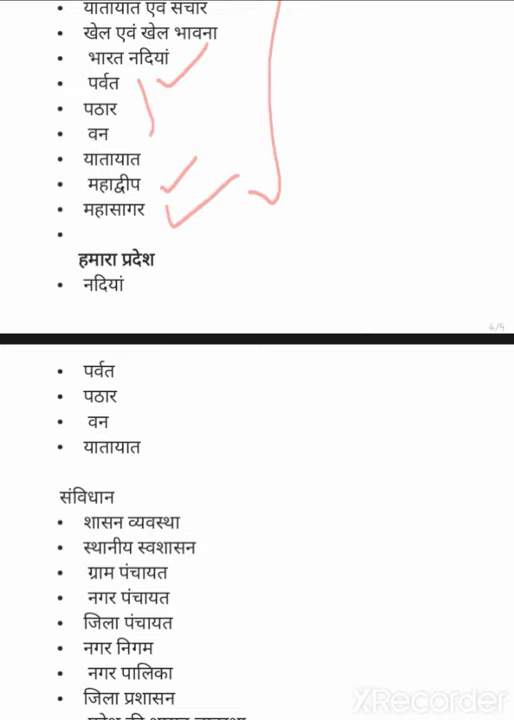 • यातायात एवं संचार
• खेल एवं खेल भावना
• भारत नदियां
• पर्वत
• पठार
• वन
• यातायात
• महाद्वीप
• महासागर
•
हमारा प्रदेश
• नदियां
4/9
• पर्वत
• पठार
• वन
• यातायात
संविधान
• शासन व्यवस्था
• स्थानीय स्वशासन
• ग्राम पंचायत
• नगर पंचायत
• जिला पंचायत
• नगर निगम
• नगर पालिका
• जिला प्रशासन
XRecorder